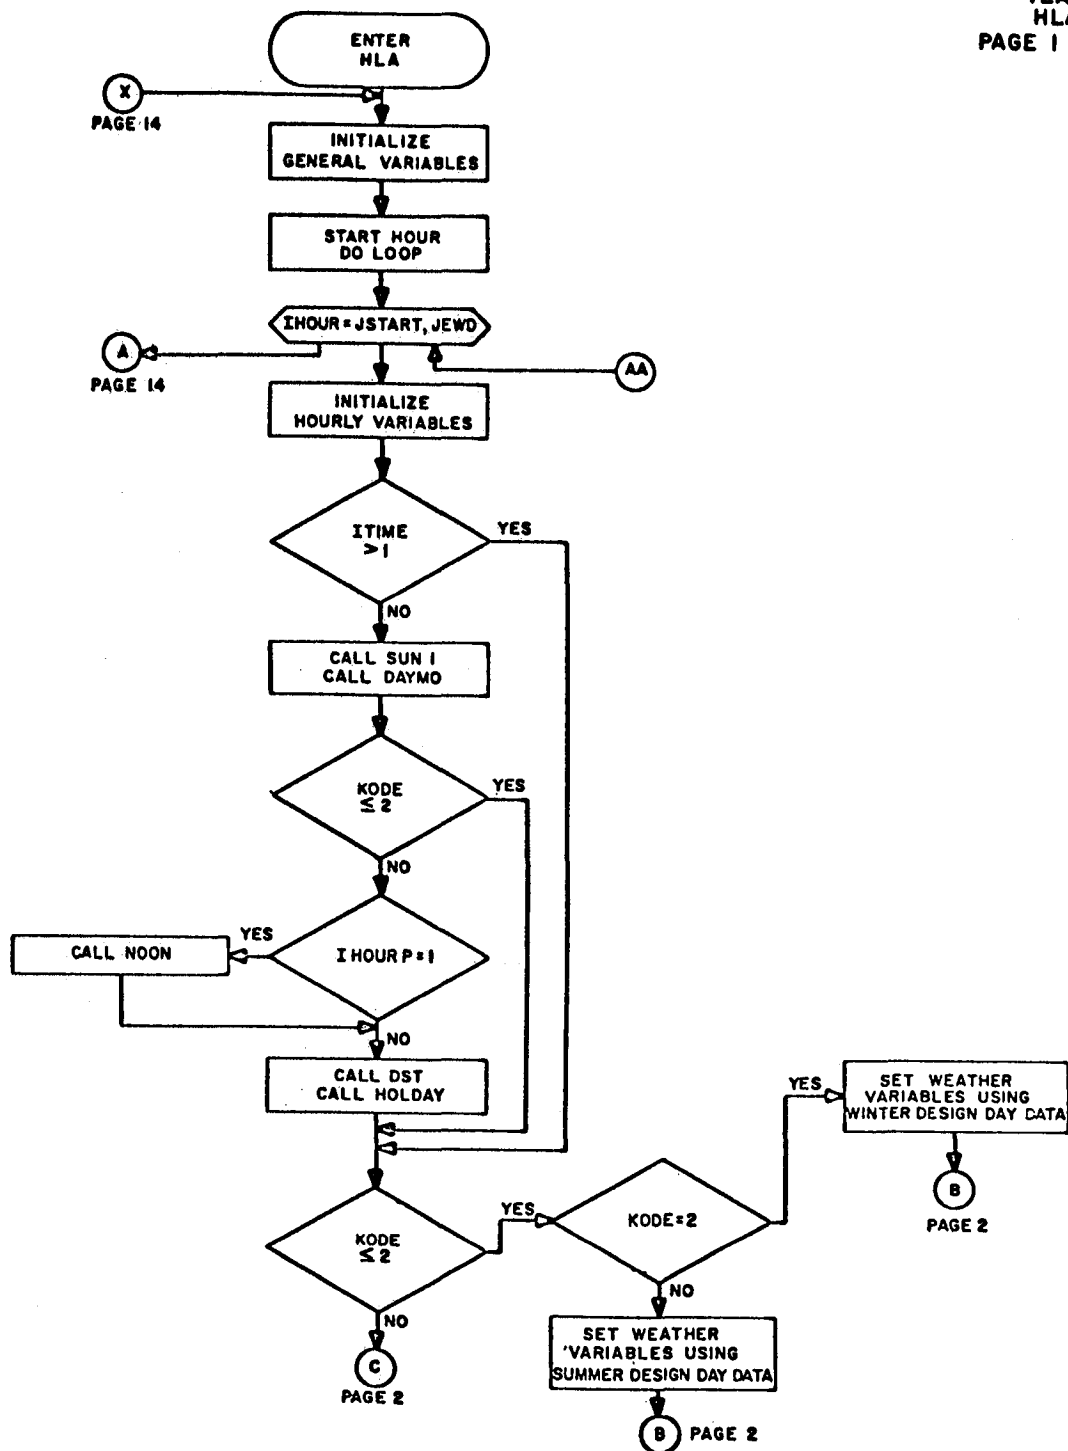 HLA
PAGE 1
ENTER
HLA
X
PAGE 14
INITIALIZE
GENERAL VARIABLES
START HOUR
DO LOOP
IHOUR = JSTART, JEWD
A
PAGE 14
AA
INITIALIZE
HOURLY VARIABLES
ITIME
> 1
YES
NO
CALL SUN 1
CALL DAYMO
KODE
≤ 2
YES
NO
IHOURP = 1
YES
CALL NOON
NO
CALL DST
CALL HOLDAY
KODE
≤ 2
YES
NO
C
PAGE 2
KODE = 2
YES
SET WEATHER
VARIABLES USING
WINTER DESIGN DAY DATA
B
PAGE 2
NO
SET WEATHER
VARIABLES USING
SUMMER DESIGN DAY DATA
B PAGE 2